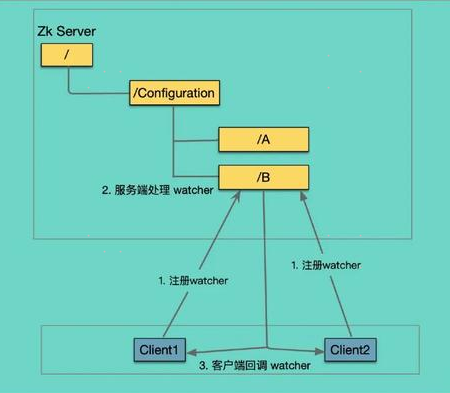 Zk Server
/
/Configuration
/A
/B
2. 服务端处理 watcher
1. 注册watcher
1. 注册watcher
Client1
Client2
3. 客户端回调 watcher